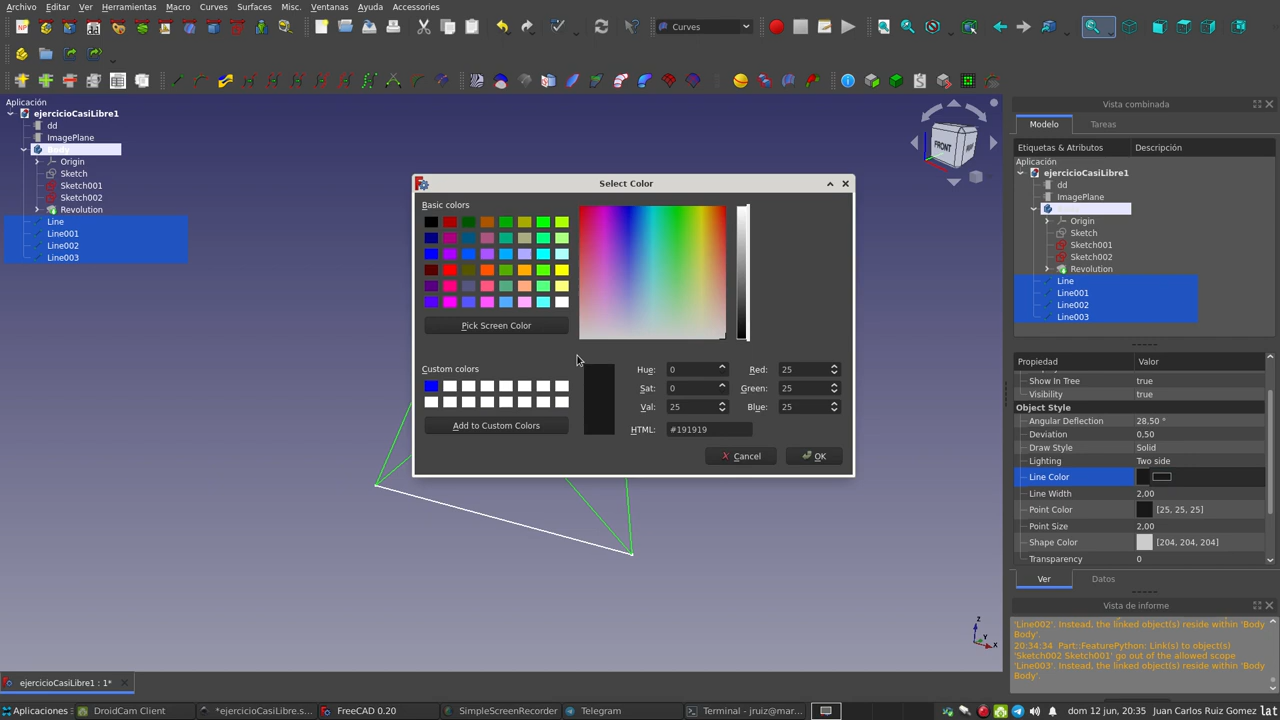 Archivo Editar Ver Herramientas Macro Curves Surfaces Misc. Ventanas Ayuda Accessories
Curves
Aplicación
ejercicioCasiLibre1
dd
ImagePlane
Body
Origin
Sketch
Sketch001
Sketch002
Revolution
Line
Line001
Line002
Line003
FRONT
Select Color
Basic colors
Pick Screen Color
Custom colors
Add to Custom Colors
Hue: 0 Red: 25
Sat: 0 Green: 25
Val: 25 Blue: 25
HTML: #191919
Cancel OK
Z
Y
X
Vista combinada
Modelo Tareas
Etiquetas & Atributos Descripción
Aplicación
ejercicioCasiLibre1
dd
ImagePlane
Origin
Sketch
Sketch001
Sketch002
Revolution
Line
Line001
Line002
Line003
Propiedad Valor
Show In Tree true
Visibility true
Object Style
Angular Deflection 28.50 °
Deviation 0,50
Draw Style Solid
Lighting Two side
Line Color
Line Width 2,00
Point Color [25, 25, 25]
Point Size 2,00
Shape Color [204, 204, 204]
Transparency 0
Ver Datos
Vista de informe
'Line002'. Instead, the linked object(s) reside within 'Body
Body'.
20:34:34 Part::FeaturePython: Link(s) to object(s)
'Sketch002 Sketch001' go out of the allowed scope
'Line003'. Instead, the linked object(s) reside within 'Body
Body'.
ejercicioCasiLibre1 : 1*
Aplicaciones DroidCam Client *ejercicioCasiLibre.s... FreeCAD 0.20 SimpleScreenRecorder Telegram Terminal - jruiz@mar... dom 12 jun, 20:35 Juan Carlos Ruiz Gomez lat